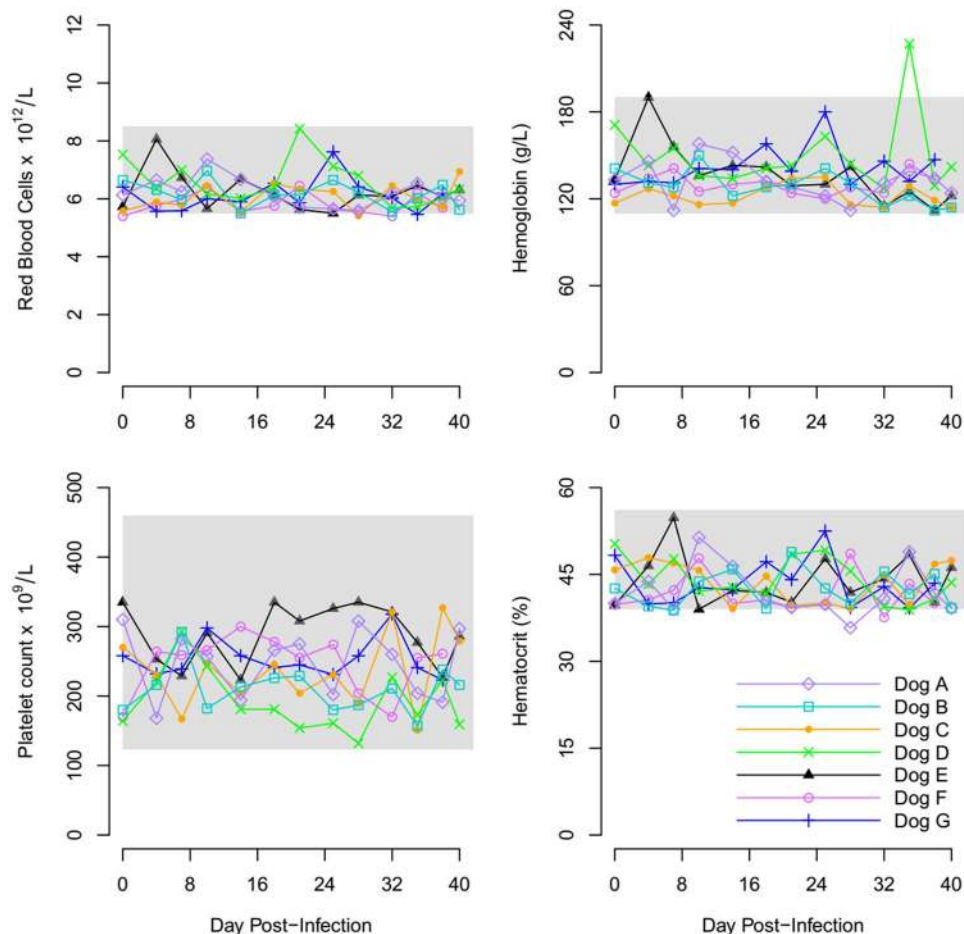 Red Blood Cells x 10¹²/L
0 2 4 6 8 10 12
0 8 16 24 32 40
Hemoglobin (g/L)
0 60 120 180 240
0 8 16 24 32 40
Platelet count x 10⁹/L
0 100 200 300 400 500
0 8 16 24 32 40
Day Post−Infection
Hematocrit (%)
0 15 30 45 60
Dog A
Dog B
Dog C
Dog D
Dog E
Dog F
Dog G
0 8 16 24 32 40
Day Post−Infection